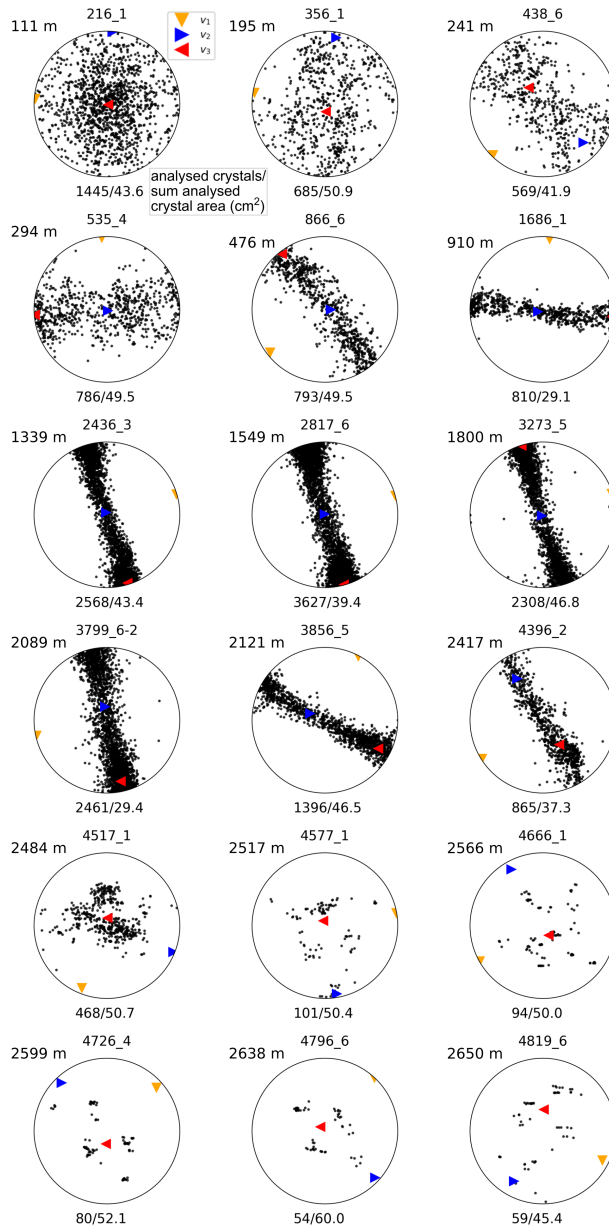 216_1
356_1
438_6
111 m
195 m
241 m
v1
v2
v3
analysed crystals/
sum analysed
crystal area (cm²)
1445/43.6
685/50.9
569/41.9
535_4
866_6
1686_1
294 m
476 m
910 m
786/49.5
793/49.5
810/29.1
2436_3
2817_6
3273_5
1339 m
1549 m
1800 m
2568/43.4
3627/39.4
2308/46.8
3799_6-2
3856_5
4396_2
2089 m
2121 m
2417 m
2461/29.4
1396/46.5
865/37.3
4517_1
4577_1
4666_1
2484 m
2517 m
2566 m
468/50.7
101/50.4
94/50.0
4726_4
4796_6
4819_6
2599 m
2638 m
2650 m
80/52.1
54/60.0
59/45.4